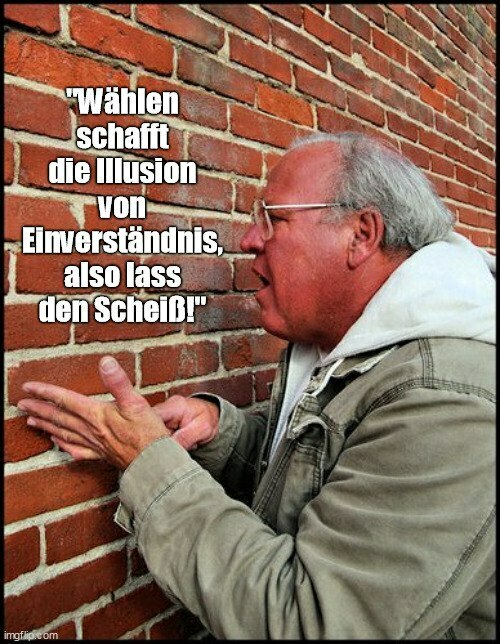 "Wählen
schafft
die Illusion
von
Einverständnis,
also lass
den Scheiß!"
imgflip.com